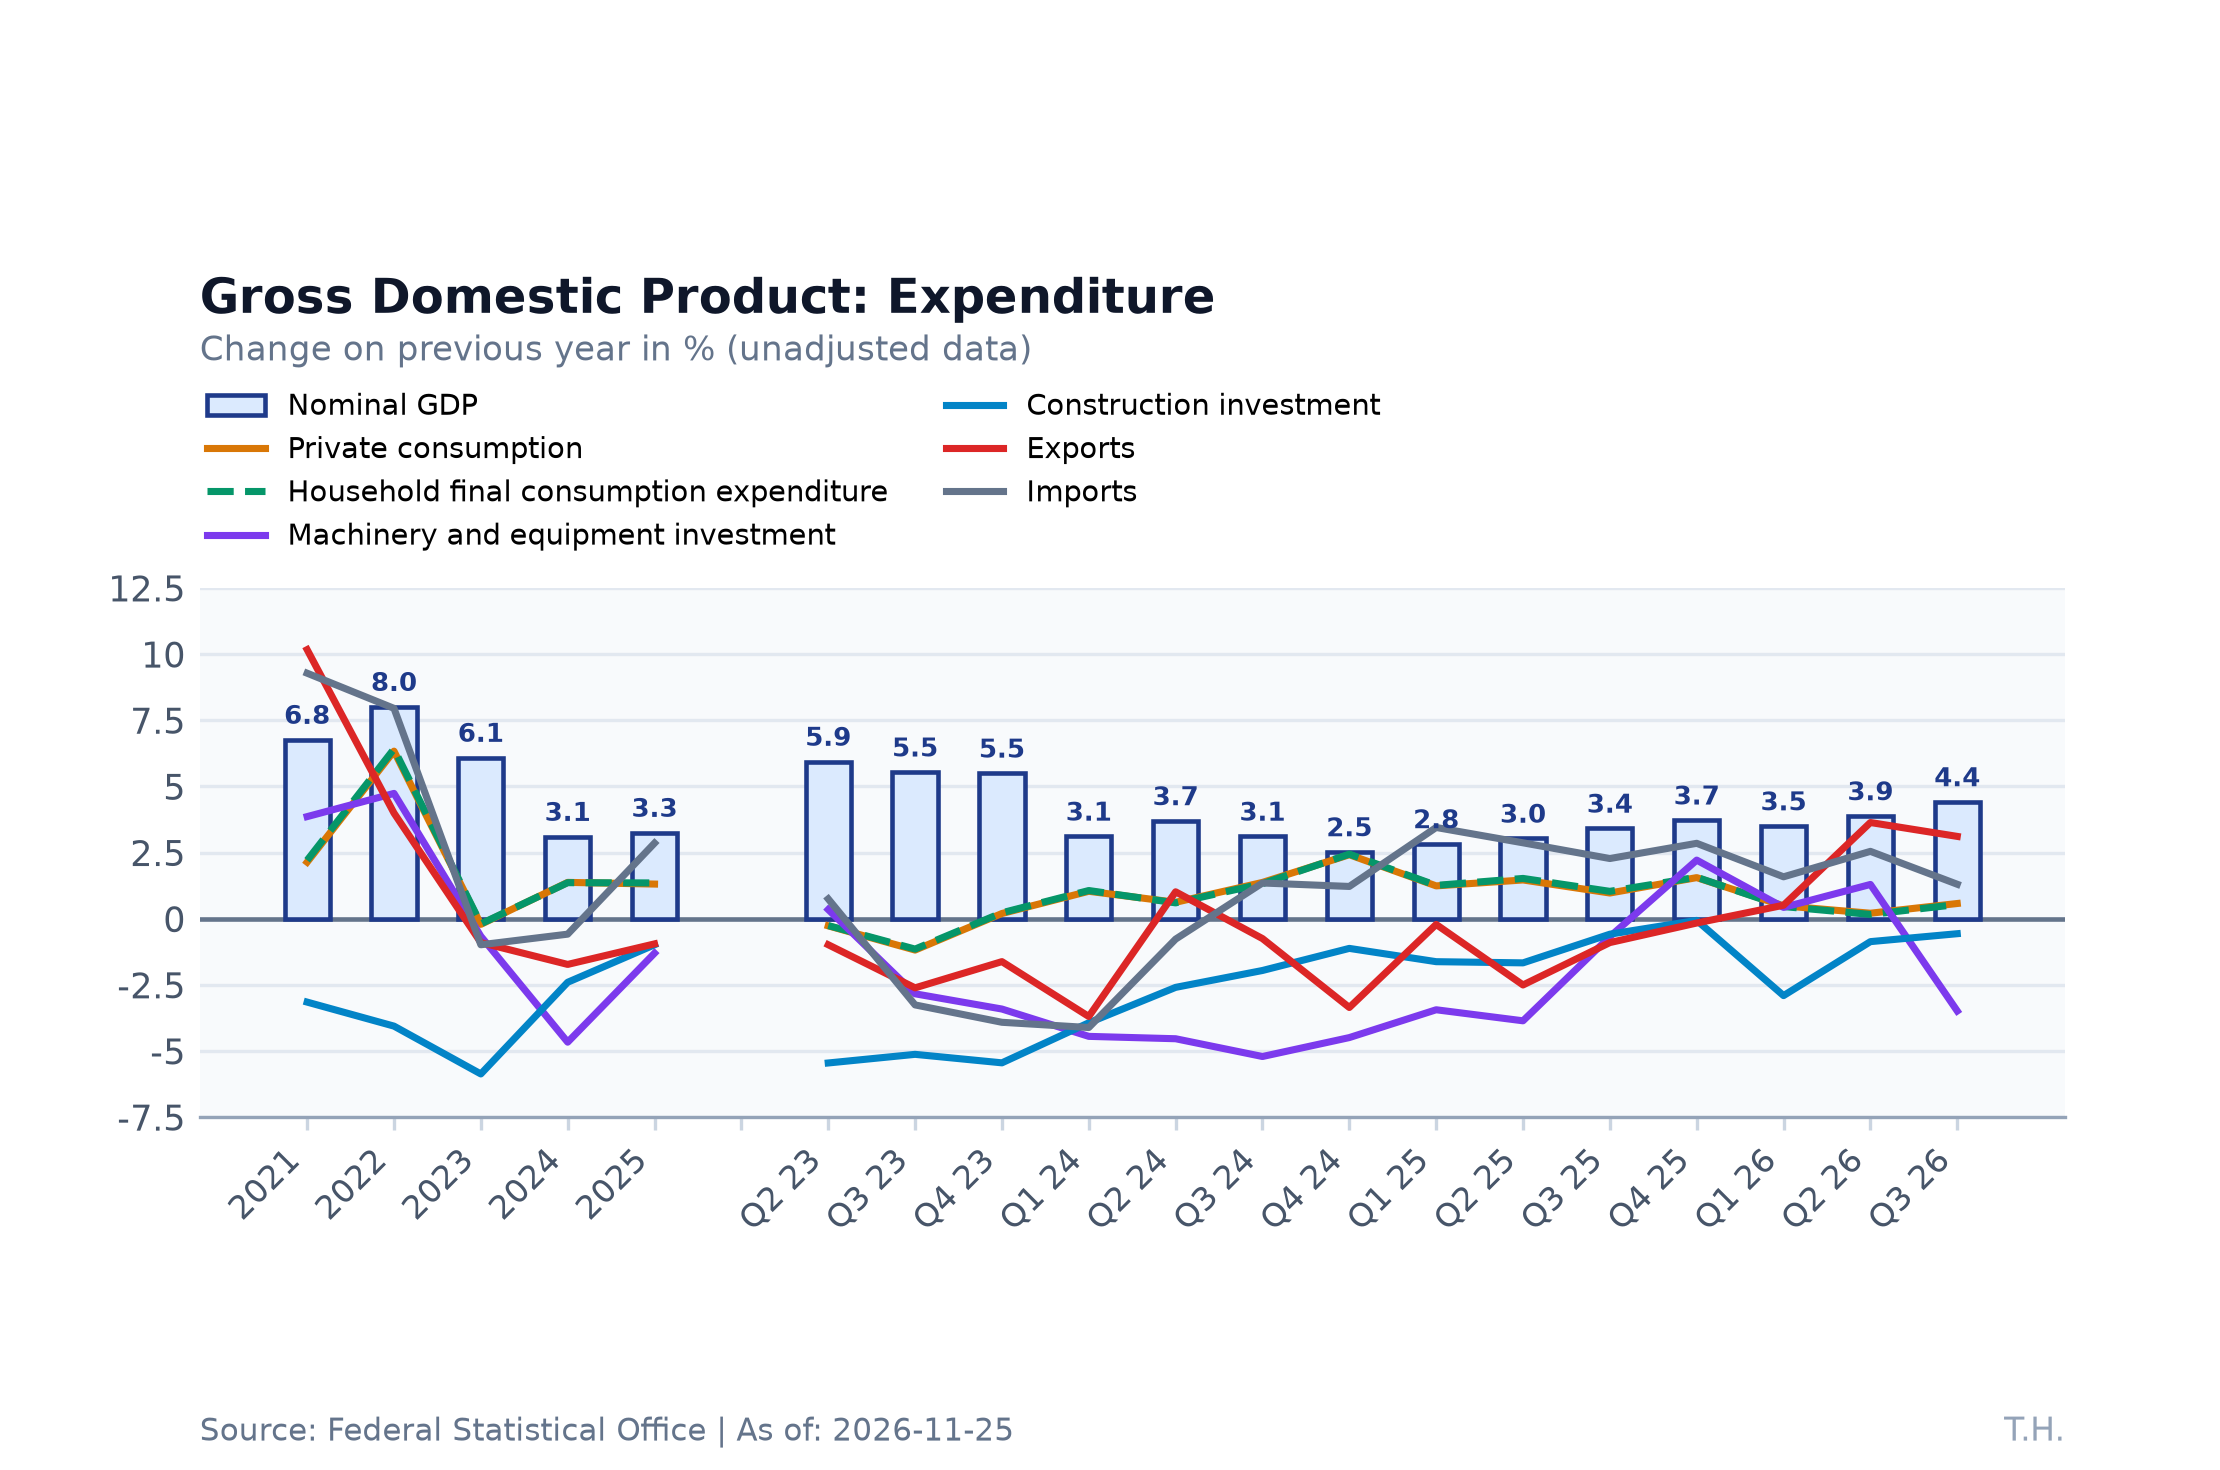 Gross Domestic Product: Expenditure
Change on previous year in % (unadjusted data)
Nominal GDP
Private consumption
Household final consumption expenditure
Machinery and equipment investment
Construction investment
Exports
Imports
12.5
10
7.5
5
2.5
0
-2.5
-5
-7.5
6.8
8.0
6.1
3.1
3.3
5.9
5.5
5.5
3.1
3.7
3.1
2.5
2.8
3.0
3.4
3.7
3.5
3.9
4.4
2021
2022
2023
2024
2025
Q2 23
Q3 23
Q4 23
Q1 24
Q2 24
Q3 24
Q4 24
Q1 25
Q2 25
Q3 25
Q4 25
Q1 26
Q2 26
Q3 26
Source: Federal Statistical Office | As of: 2026-11-25
T.H.